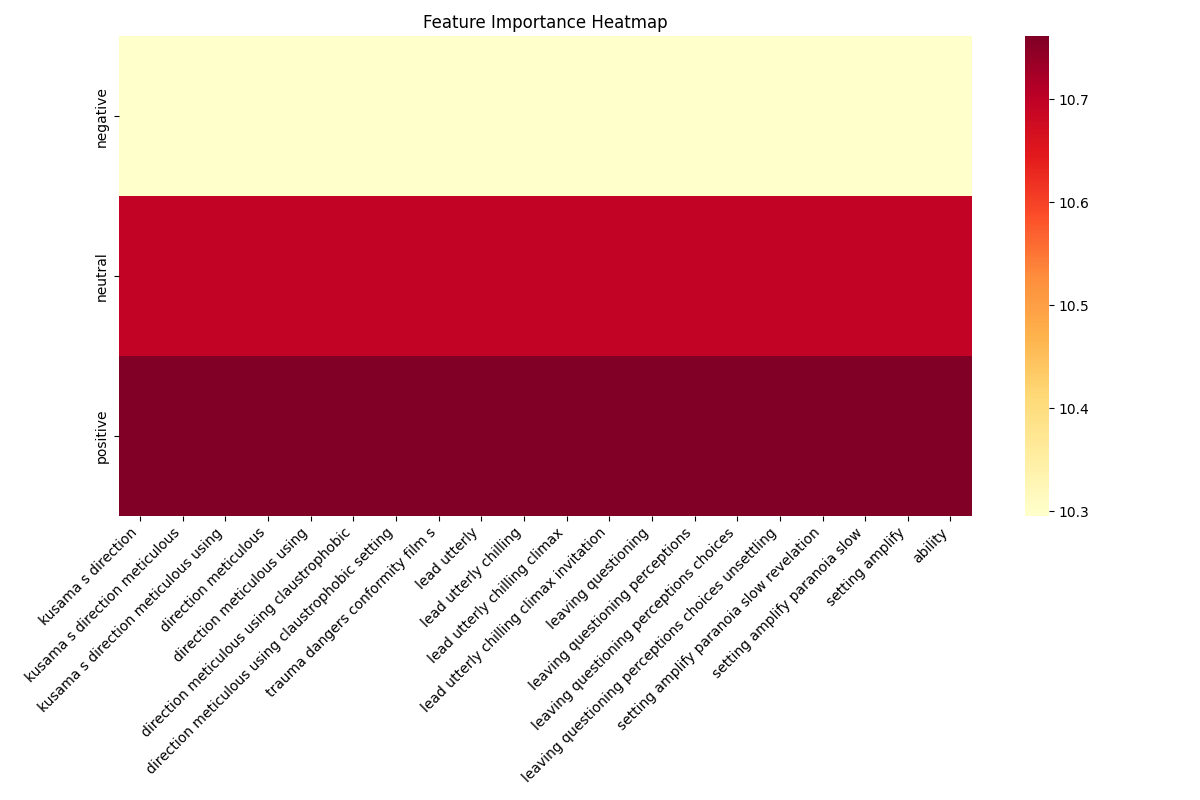 Feature Importance Heatmap
negative
neutral
positive
kusama s direction
kusama s direction meticulous
kusama s direction meticulous using
direction meticulous
direction meticulous using
direction meticulous using claustrophobic
direction meticulous using claustrophobic setting
trauma dangers conformity film s
lead utterly
lead utterly chilling
lead utterly chilling climax
lead utterly chilling climax invitation
leaving questioning
leaving questioning perceptions
leaving questioning perceptions choices
leaving questioning perceptions choices unsettling
setting amplify paranoia slow revelation
setting amplify paranoia slow
setting amplify
ability
10.7
10.6
10.5
10.4
10.3